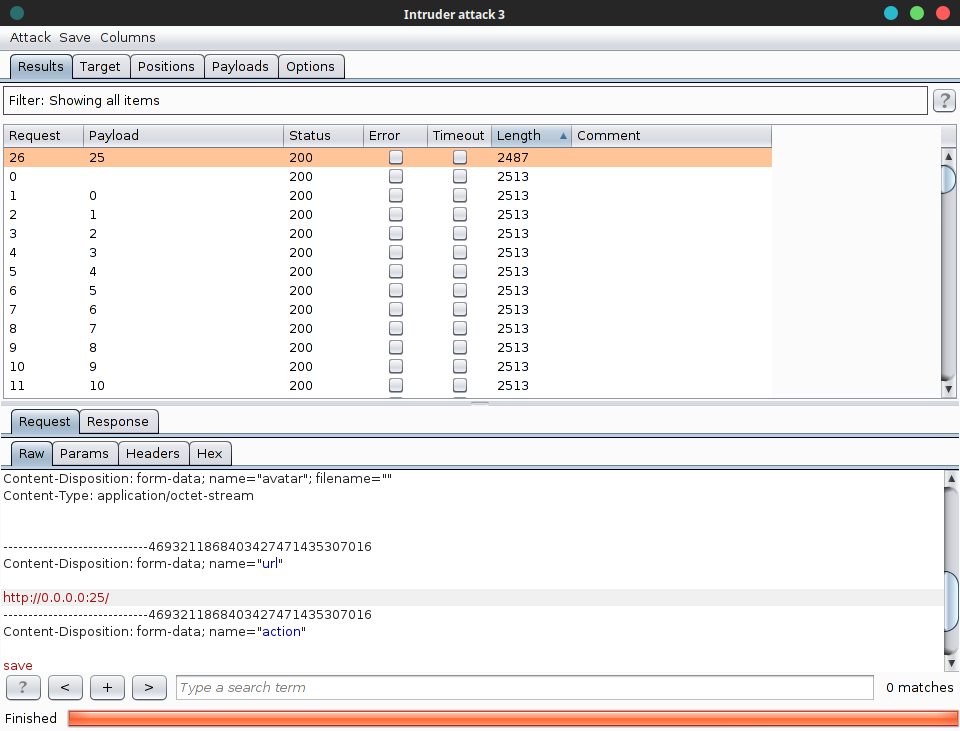 Intruder attack 3
Attack Save Columns
Results Target Positions Payloads Options
Filter: Showing all items ?
Request Payload Status Error Timeout Length Comment
26 25 200 2487
0 200 2513
1 0 200 2513
2 1 200 2513
3 2 200 2513
4 3 200 2513
5 4 200 2513
6 5 200 2513
7 6 200 2513
8 7 200 2513
9 8 200 2513
10 9 200 2513
11 10 200 2513
Request Response
Raw Params Headers Hex
Content-Disposition: form-data; name="avatar"; filename=""
Content-Type: application/octet-stream
-----------------------------4693211868403427471435307016
Content-Disposition: form-data; name="url"
http://0.0.0.0:25/
-----------------------------4693211868403427471435307016
Content-Disposition: form-data; name="action"
save
? < + > Type a search term 0 matches
Finished